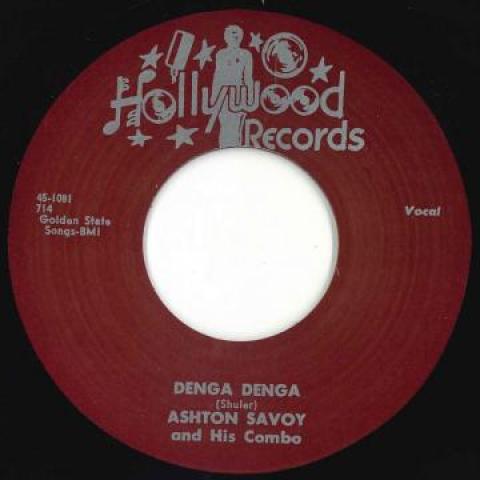 Hollywood
Records
45-1081
714
Golden State
Songs-BMI
Vocal
DENGA DENGA
(Shuler)
ASHTON SAVOY
and His Combo